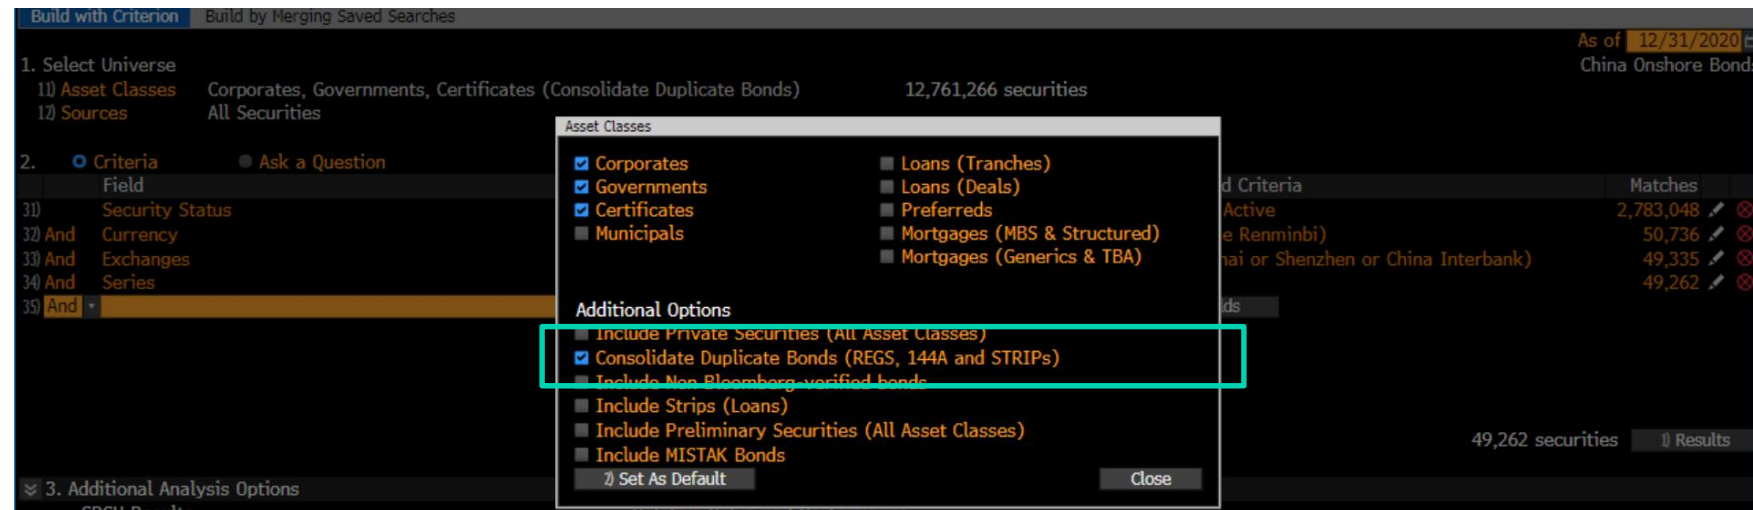 Build with Criterion Build by Merging Saved Searches
As of 12/31/2020
1. Select Universe China Onshore Bonds
11) Asset Classes Corporates, Governments, Certificates (Consolidate Duplicate Bonds) 12,761,266 securities
12) Sources All Securities
Asset Classes
2. Criteria Ask a Question
Corporates Loans (Tranches)
Field Governments Loans (Deals) d Criteria Matches
31) Security Status Certificates Preferreds Active 2,783,048
32) And Currency Municipals Mortgages (MBS & Structured) e Renminbi) 50,736
33) And Exchanges Mortgages (Generics & TBA) hai or Shenzhen or China Interbank) 49,335
34) And Series 49,262
35) And Additional Options lds
Include Private Securities (All Asset Classes)
Consolidate Duplicate Bonds (REGS, 144A and STRIPs)
Include Non Bloomberg-verified bonds
Include Strips (Loans)
Include Preliminary Securities (All Asset Classes) 49,262 securities 1) Results
Include MISTAK Bonds
2) Set As Default Close
3. Additional Analysis Options